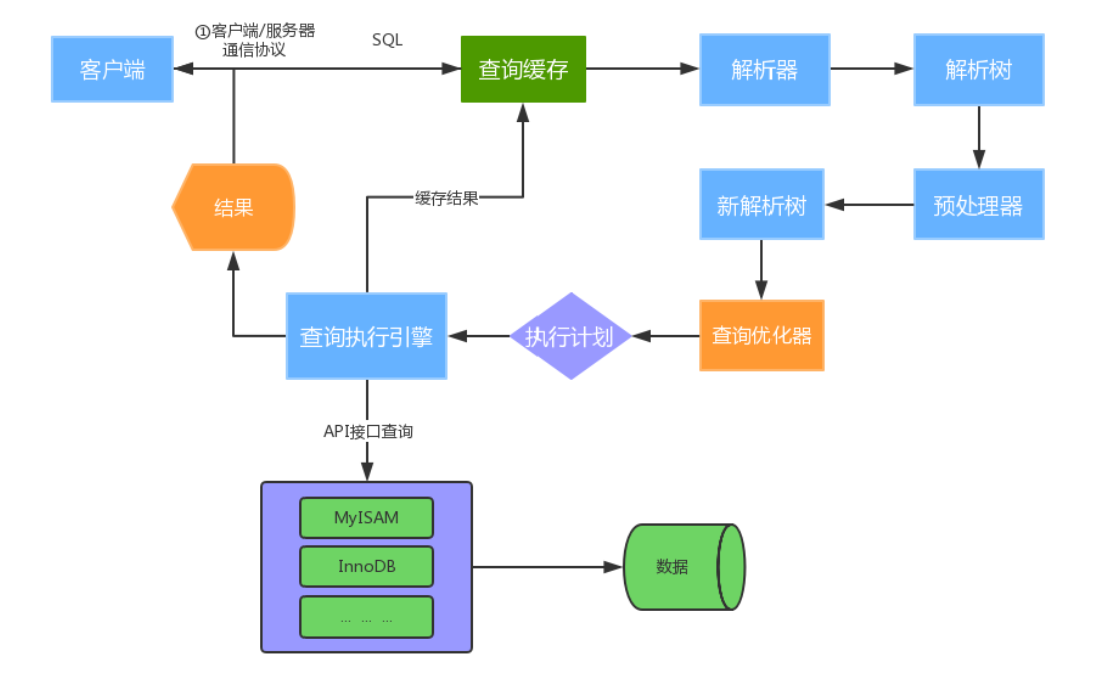 ①客户端/服务器
通信协议
SQL
客户端
查询缓存
解析器
解析树
结果
缓存结果
新解析树
预处理器
查询执行引擎
执行计划
查询优化器
API接口查询
MyISAM
InnoDB
... ... ...
数据